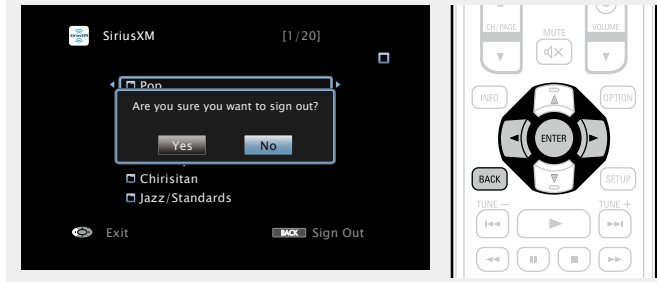 SiriusXM [1/20]
Pop
Are you sure you want to sign out?
Yes No
Chirisitan
Jazz/Standards
Exit BACK Sign Out
CH/PAGE MUTE VOLUME
INFO OPTION
ENTER
BACK SETUP
TUNE – TUNE +